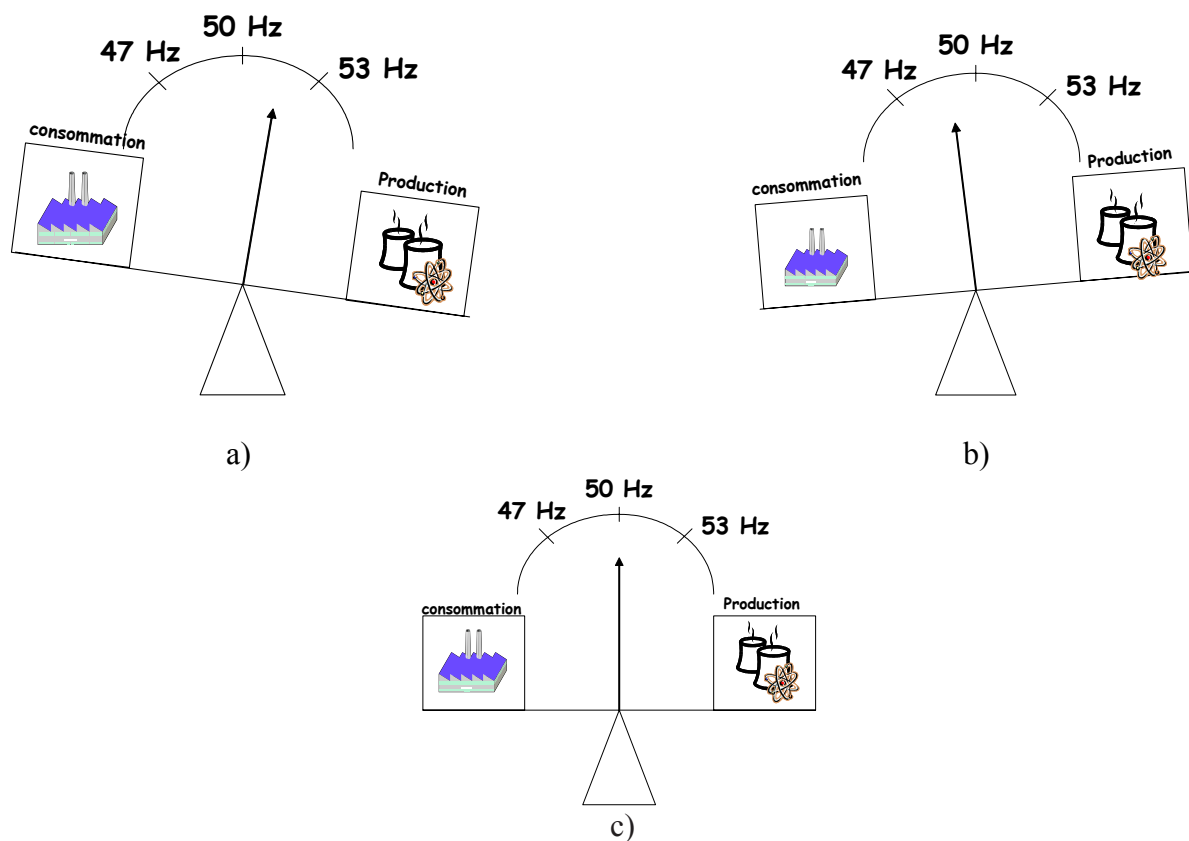 50 Hz
47 Hz
53 Hz
consommation
Production
a)
50 Hz
47 Hz
53 Hz
consommation
Production
b)
50 Hz
47 Hz
53 Hz
consommation
Production
c)